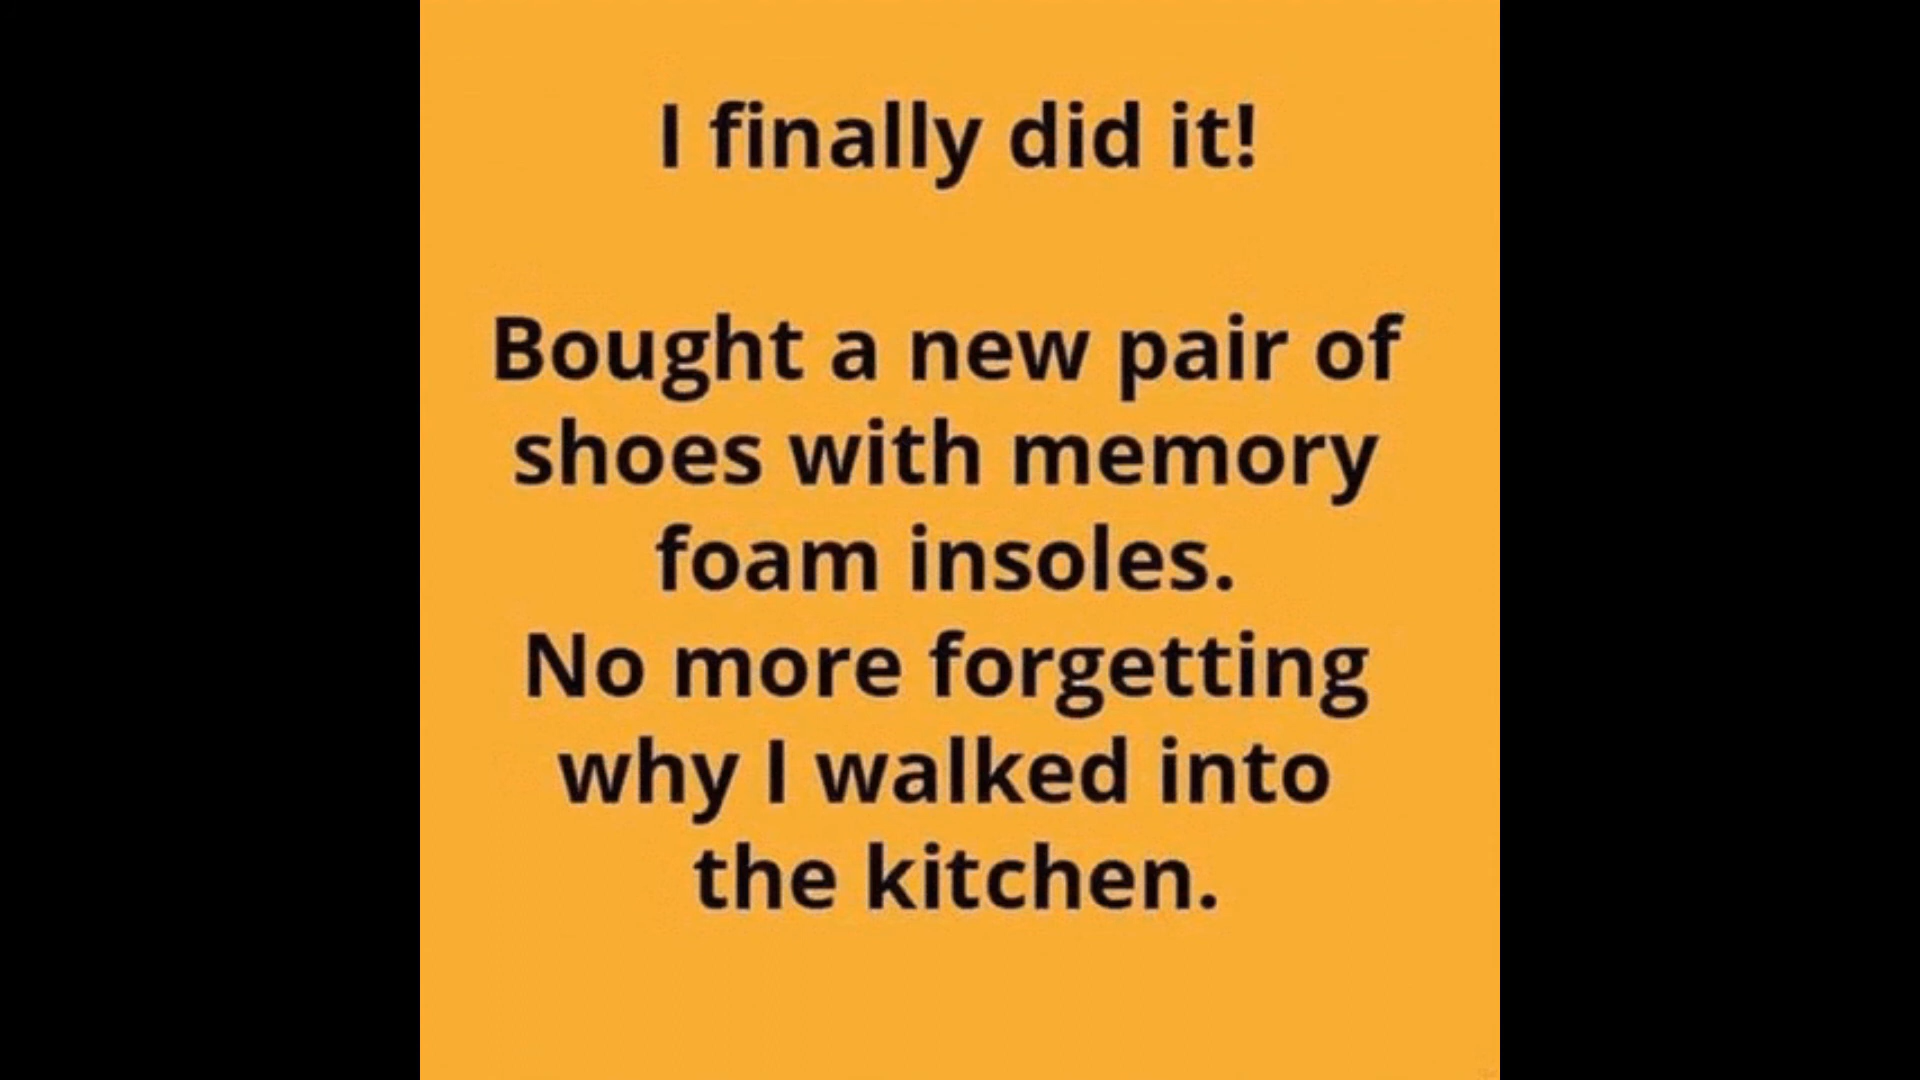 I finally did it!
Bought a new pair of
shoes with memory
foam insoles.
No more forgetting
why I walked into
the kitchen.